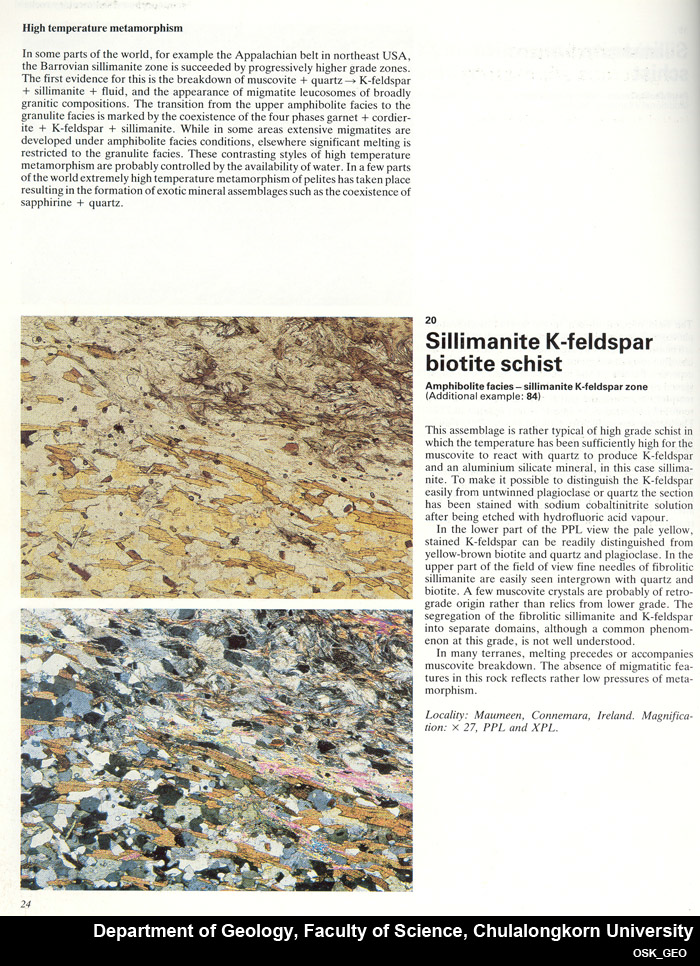 High temperature metamorphism
In some parts of the world, for example the Appalachian belt in northeast USA,
the Barrovian sillimanite zone is succeeded by progressively higher grade zones.
The first evidence for this is the breakdown of muscovite + quartz → K-feldspar
+ sillimanite + fluid, and the appearance of migmatite leucosomes of broadly
granitic compositions. The transition from the upper amphibolite facies to the
granulite facies is marked by the coexistence of the four phases garnet + cordier-
ite + K-feldspar + sillimanite. While in some areas extensive migmatites are
developed under amphibolite facies conditions, elsewhere significant melting is
restricted to the granulite facies. These contrasting styles of high temperature
metamorphism are probably controlled by the availability of water. In a few parts
of the world extremely high temperature metamorphism of pelites has taken place
resulting in the formation of exotic mineral assemblages such as the coexistence of
sapphirine + quartz.
20
Sillimanite K-feldspar
biotite schist
Amphibolite facies – sillimanite K-feldspar zone
(Additional example: 84)
This assemblage is rather typical of high grade schist in
which the temperature has been sufficiently high for the
muscovite to react with quartz to produce K-feldspar
and an aluminium silicate mineral, in this case sillima-
nite. To make it possible to distinguish the K-feldspar
easily from untwinned plagioclase or quartz the section
has been stained with sodium cobaltinitrite solution
after being etched with hydrofluoric acid vapour.
In the lower part of the PPL view the pale yellow,
stained K-feldspar can be readily distinguished from
yellow-brown biotite and quartz and plagioclase. In the
upper part of the field of view fine needles of fibrolitic
sillimanite are easily seen intergrown with quartz and
biotite. A few muscovite crystals are probably of retro-
grade origin rather than relics from lower grade. The
segregation of the fibrolitic sillimanite and K-feldspar
into separate domains, although a common phenom-
enon at this grade, is not well understood.
In many terranes, melting precedes or accompanies
muscovite breakdown. The absence of migmatitic fea-
tures in this rock reflects rather low pressures of meta-
morphism.
Locality: Maumeen, Connemara, Ireland. Magnifica-
tion: × 27, PPL and XPL.
24
Department of Geology, Faculty of Science, Chulalongkorn University
OSK_GEO